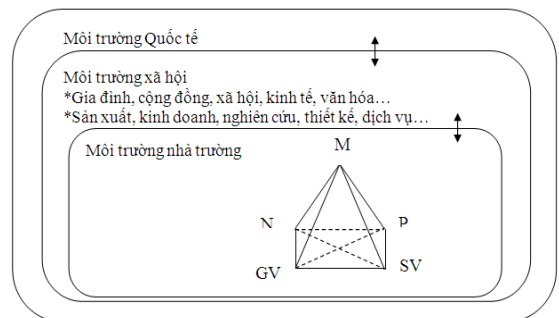 Môi trường Quốc tế
Môi trường xã hội
*Gia đình, cộng đồng, xã hội, kinh tế, văn hóa…
*Sản xuất, kinh doanh, nghiên cứu, thiết kế, dịch vụ…
Môi trường nhà trường
M
N P
GV SV